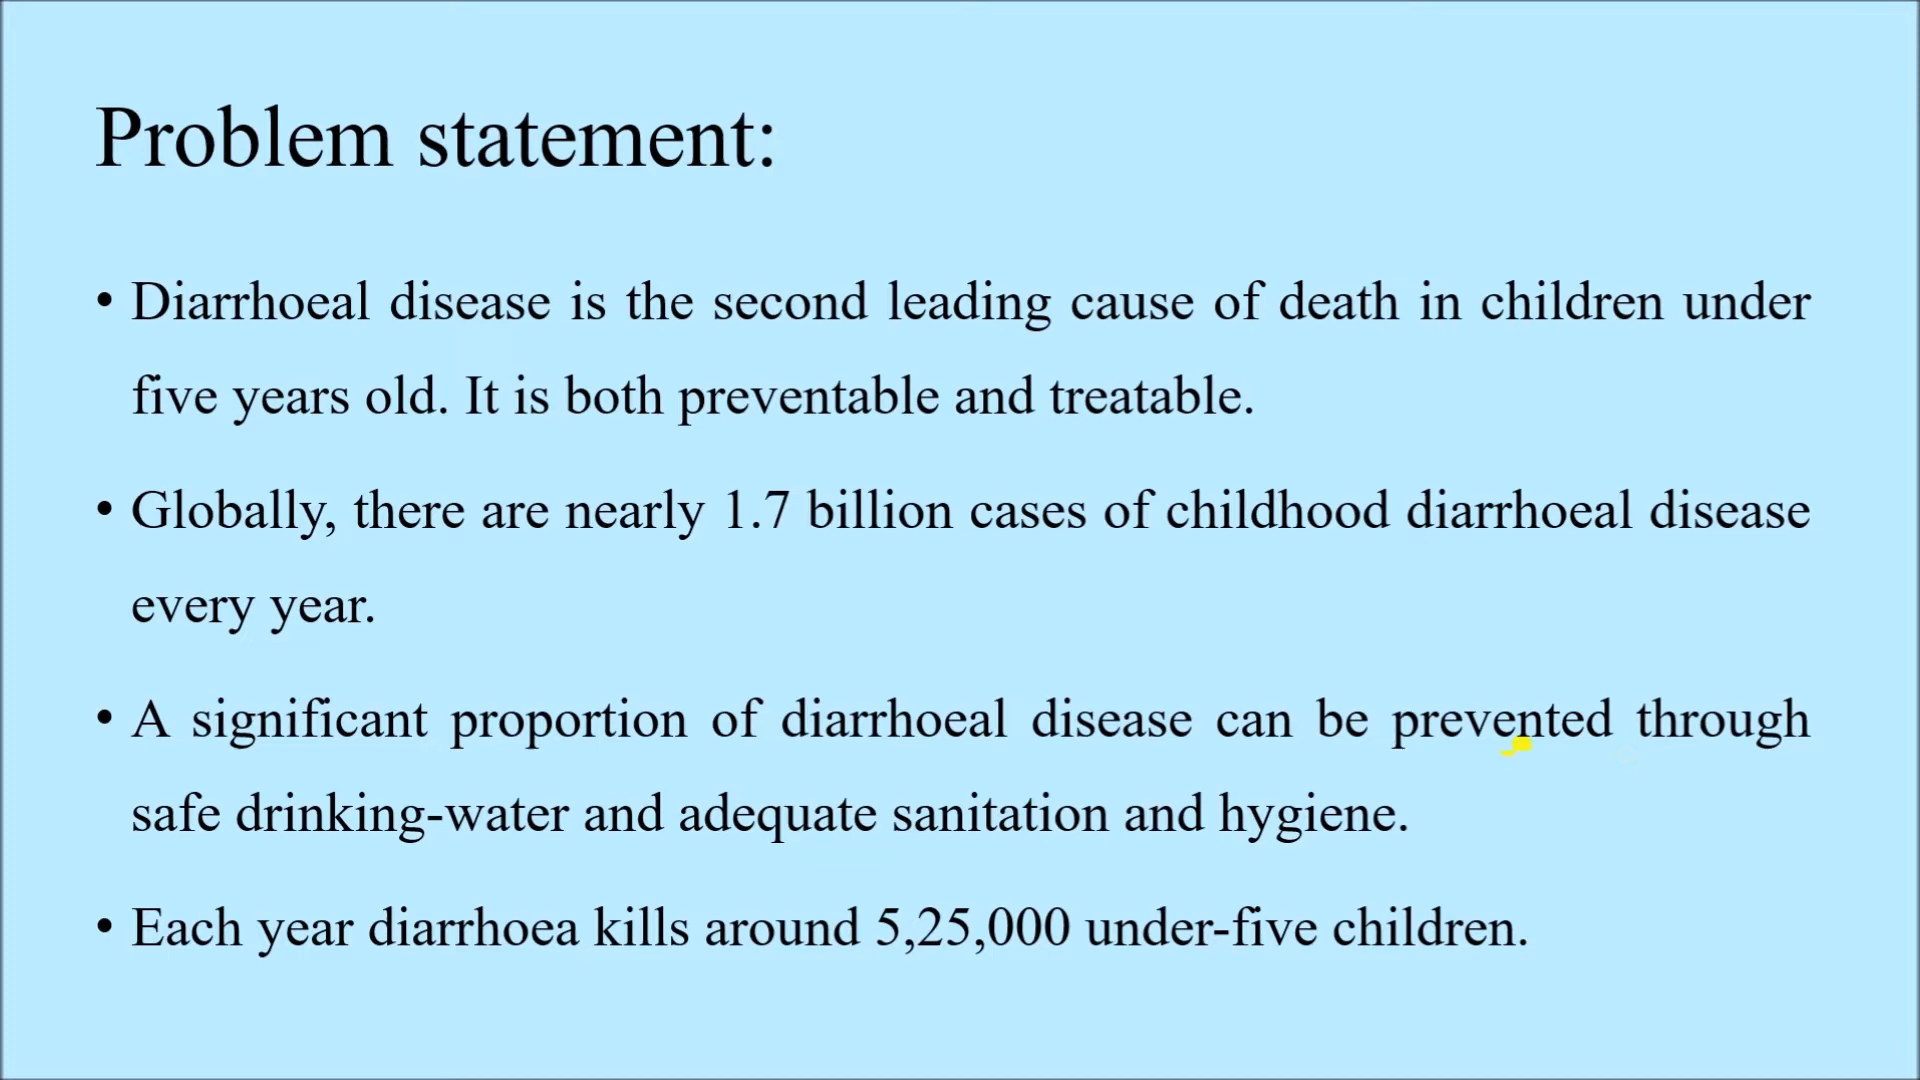 Problem statement:
• Diarrhoeal disease is the second leading cause of death in children under
five years old. It is both preventable and treatable.
• Globally, there are nearly 1.7 billion cases of childhood diarrhoeal disease
every year.
• A significant proportion of diarrhoeal disease can be prevented through
safe drinking-water and adequate sanitation and hygiene.
• Each year diarrhoea kills around 5,25,000 under-five children.